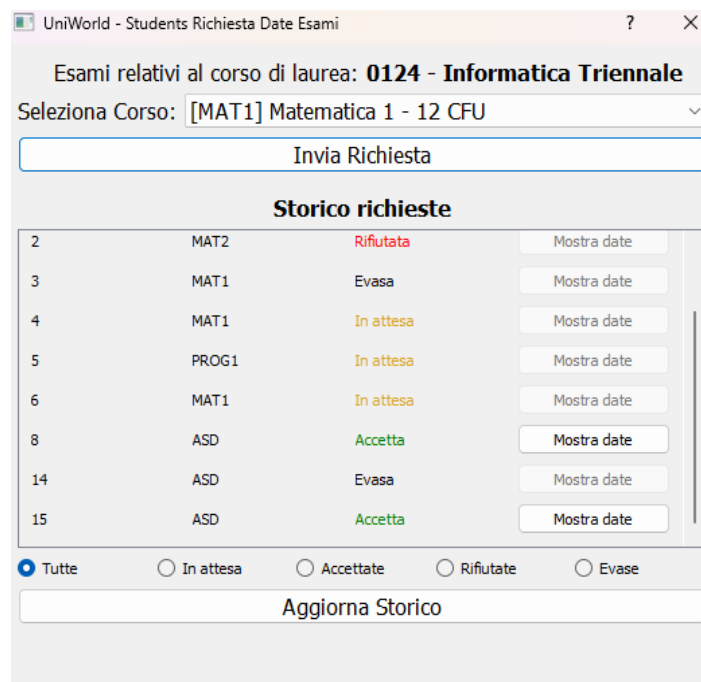 UniWorld - Students Richiesta Date Esami ?
Esami relativi al corso di laurea: 0124 - Informatica Triennale
Seleziona Corso: [MAT1] Matematica 1 - 12 CFU
Invia Richiesta
Storico richieste
2 MAT2 Rifiutata Mostra date
3 MAT1 Evasa Mostra date
4 MAT1 In attesa Mostra date
5 PROG1 In attesa Mostra date
6 MAT1 In attesa Mostra date
8 ASD Accetta Mostra date
14 ASD Evasa Mostra date
15 ASD Accetta Mostra date
Tutte In attesa Accettate Rifiutate Evase
Aggiorna Storico